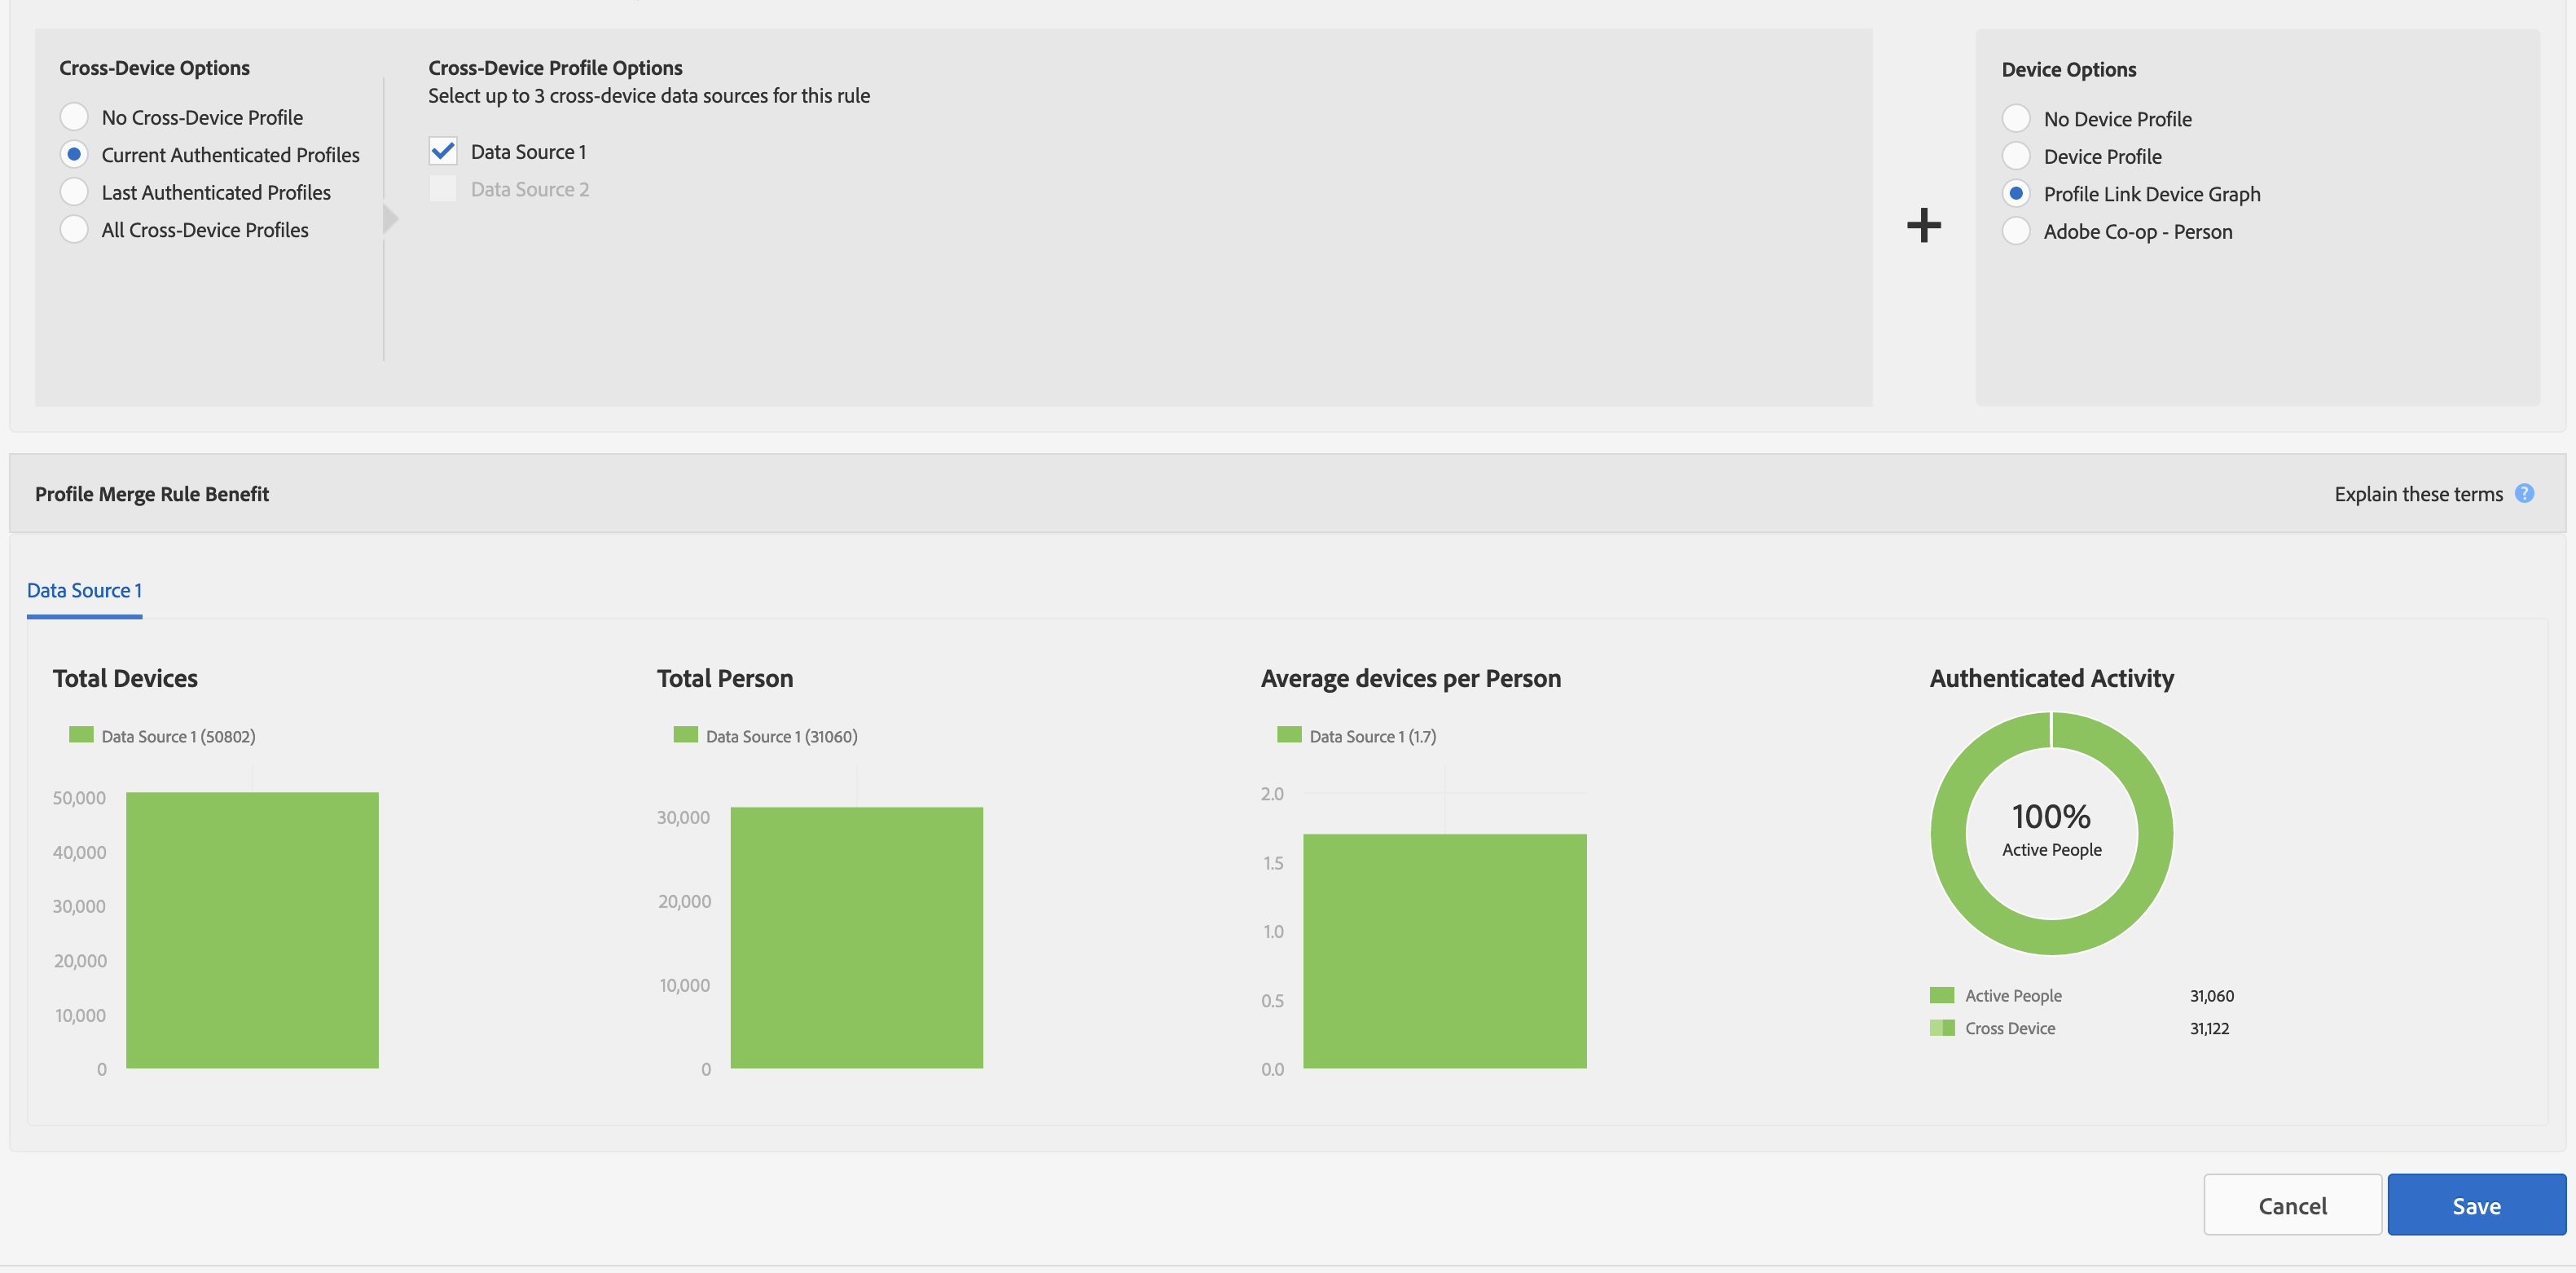 Cross-Device Options
No Cross-Device Profile
Current Authenticated Profiles
Last Authenticated Profiles
All Cross-Device Profiles
Cross-Device Profile Options
Select up to 3 cross-device data sources for this rule
Data Source 1
Data Source 2
+
Device Options
No Device Profile
Device Profile
Profile Link Device Graph
Adobe Co-op - Person
Profile Merge Rule Benefit
Explain these terms ?
Data Source 1
Total Devices
Data Source 1 (50802)
50,000
40,000
30,000
20,000
10,000
0
Total Person
Data Source 1 (31060)
30,000
20,000
10,000
0
Average devices per Person
Data Source 1 (1.7)
2.0
1.5
1.0
0.5
0.0
Authenticated Activity
100%
Active People
Active People 31,060
Cross Device 31,122
Cancel
Save